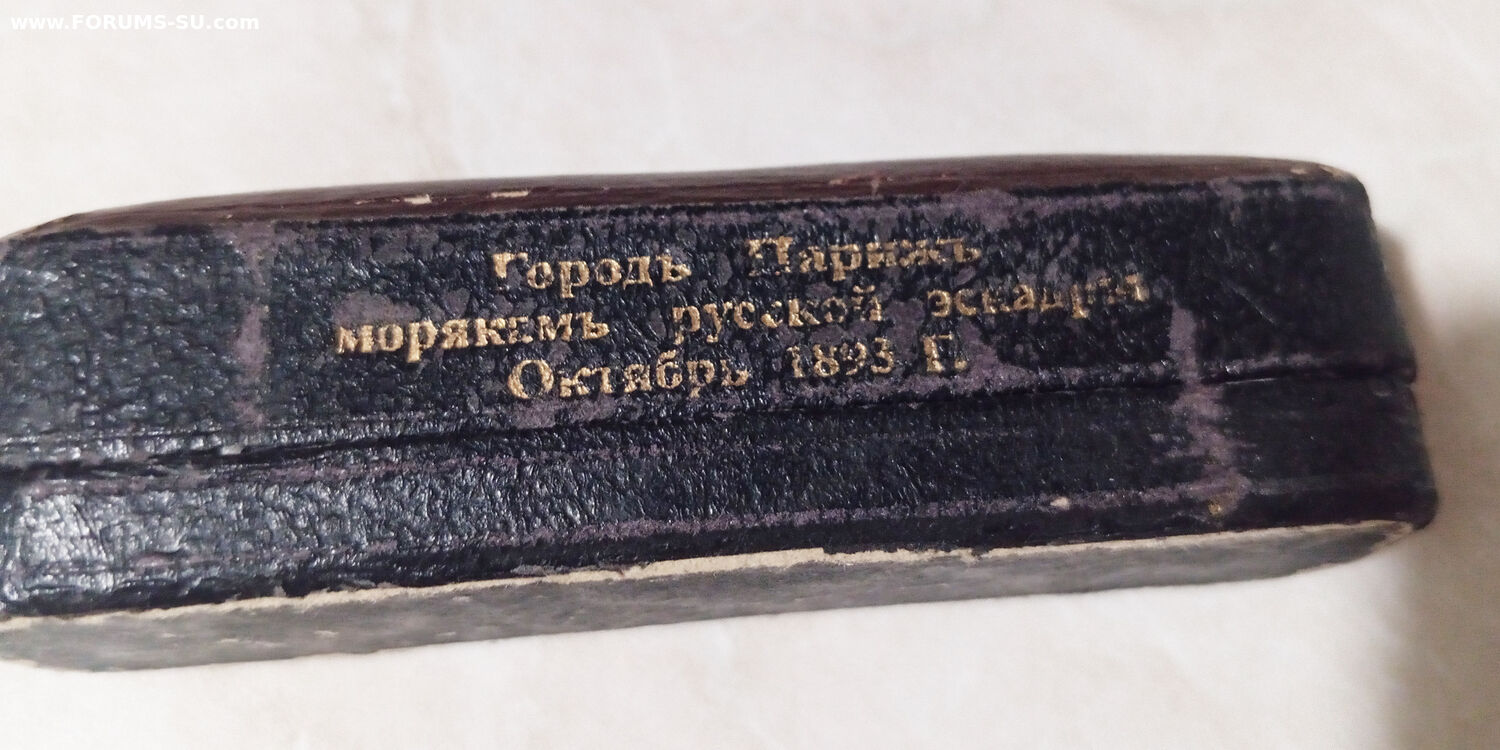 www.FORUMS-SU.com
Городъ Парижъ
морякамъ русской эскадры
Октябрь 1893 Г.